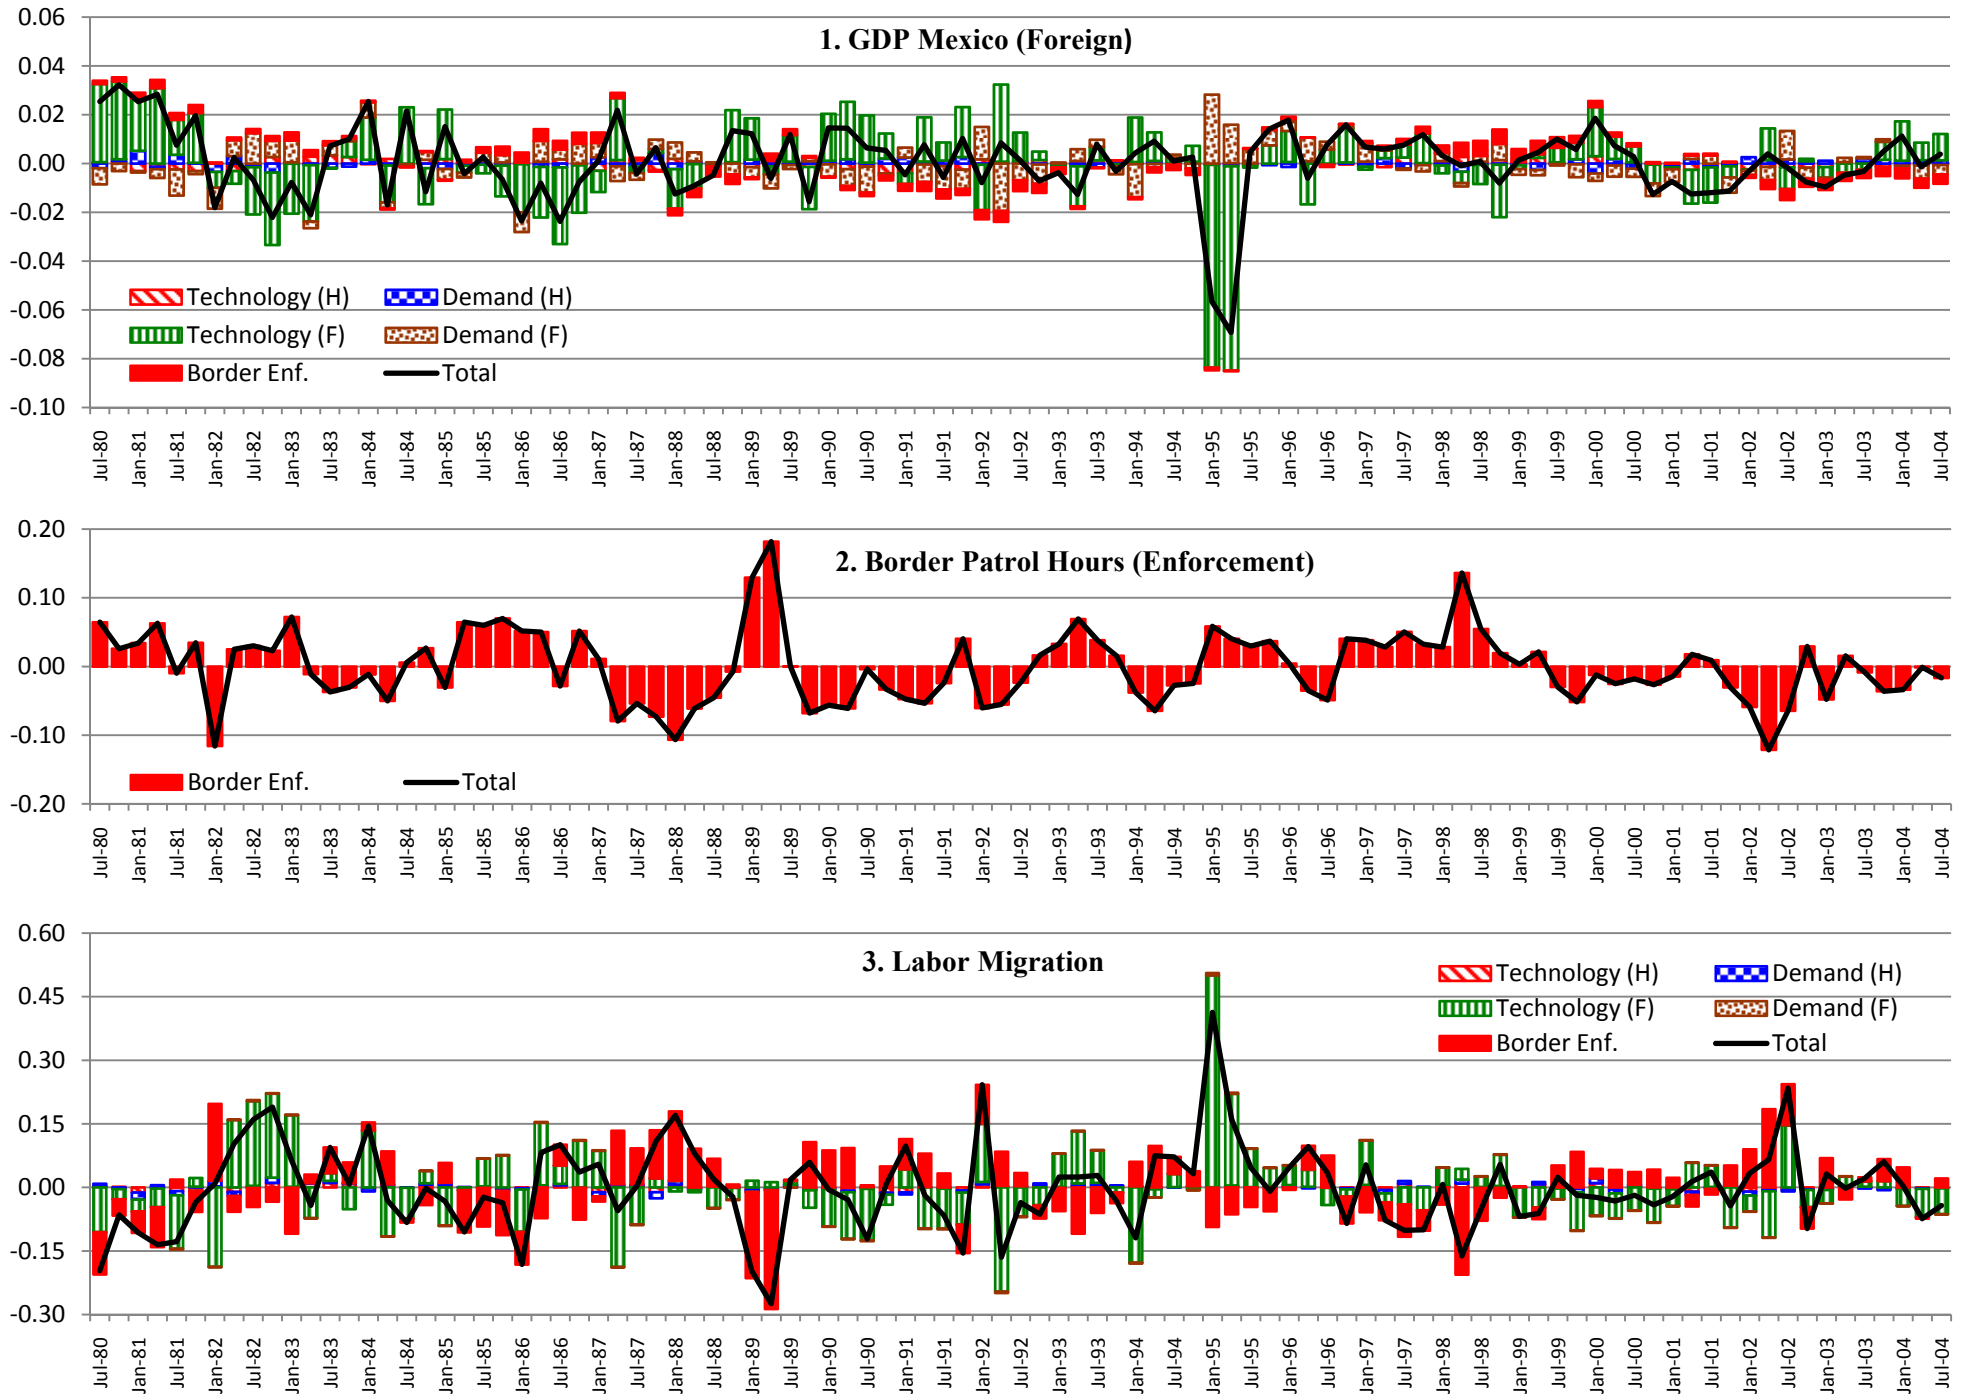 1. GDP Mexico (Foreign)
0.06
0.04
0.02
0.00
-0.02
-0.04
-0.06
-0.08
-0.10
Technology (H) Demand (H)
Technology (F) Demand (F)
Border Enf. Total
Jul-80 Jan-81 Jul-81 Jan-82 Jul-82 Jan-83 Jul-83 Jan-84 Jul-84 Jan-85 Jul-85 Jan-86 Jul-86 Jan-87 Jul-87 Jan-88 Jul-88 Jan-89 Jul-89 Jan-90 Jul-90 Jan-91 Jul-91 Jan-92 Jul-92 Jan-93 Jul-93 Jan-94 Jul-94 Jan-95 Jul-95 Jan-96 Jul-96 Jan-97 Jul-97 Jan-98 Jul-98 Jan-99 Jul-99 Jan-00 Jul-00 Jan-01 Jul-01 Jan-02 Jul-02 Jan-03 Jul-03 Jan-04 Jul-04
2. Border Patrol Hours (Enforcement)
0.20
0.10
0.00
-0.10
-0.20
Border Enf. Total
Jul-80 Jan-81 Jul-81 Jan-82 Jul-82 Jan-83 Jul-83 Jan-84 Jul-84 Jan-85 Jul-85 Jan-86 Jul-86 Jan-87 Jul-87 Jan-88 Jul-88 Jan-89 Jul-89 Jan-90 Jul-90 Jan-91 Jul-91 Jan-92 Jul-92 Jan-93 Jul-93 Jan-94 Jul-94 Jan-95 Jul-95 Jan-96 Jul-96 Jan-97 Jul-97 Jan-98 Jul-98 Jan-99 Jul-99 Jan-00 Jul-00 Jan-01 Jul-01 Jan-02 Jul-02 Jan-03 Jul-03 Jan-04 Jul-04
3. Labor Migration
0.60
0.45
0.30
0.15
0.00
-0.15
-0.30
Technology (H) Demand (H)
Technology (F) Demand (F)
Border Enf. Total
Jul-80 Jan-81 Jul-81 Jan-82 Jul-82 Jan-83 Jul-83 Jan-84 Jul-84 Jan-85 Jul-85 Jan-86 Jul-86 Jan-87 Jul-87 Jan-88 Jul-88 Jan-89 Jul-89 Jan-90 Jul-90 Jan-91 Jul-91 Jan-92 Jul-92 Jan-93 Jul-93 Jan-94 Jul-94 Jan-95 Jul-95 Jan-96 Jul-96 Jan-97 Jul-97 Jan-98 Jul-98 Jan-99 Jul-99 Jan-00 Jul-00 Jan-01 Jul-01 Jan-02 Jul-02 Jan-03 Jul-03 Jan-04 Jul-04